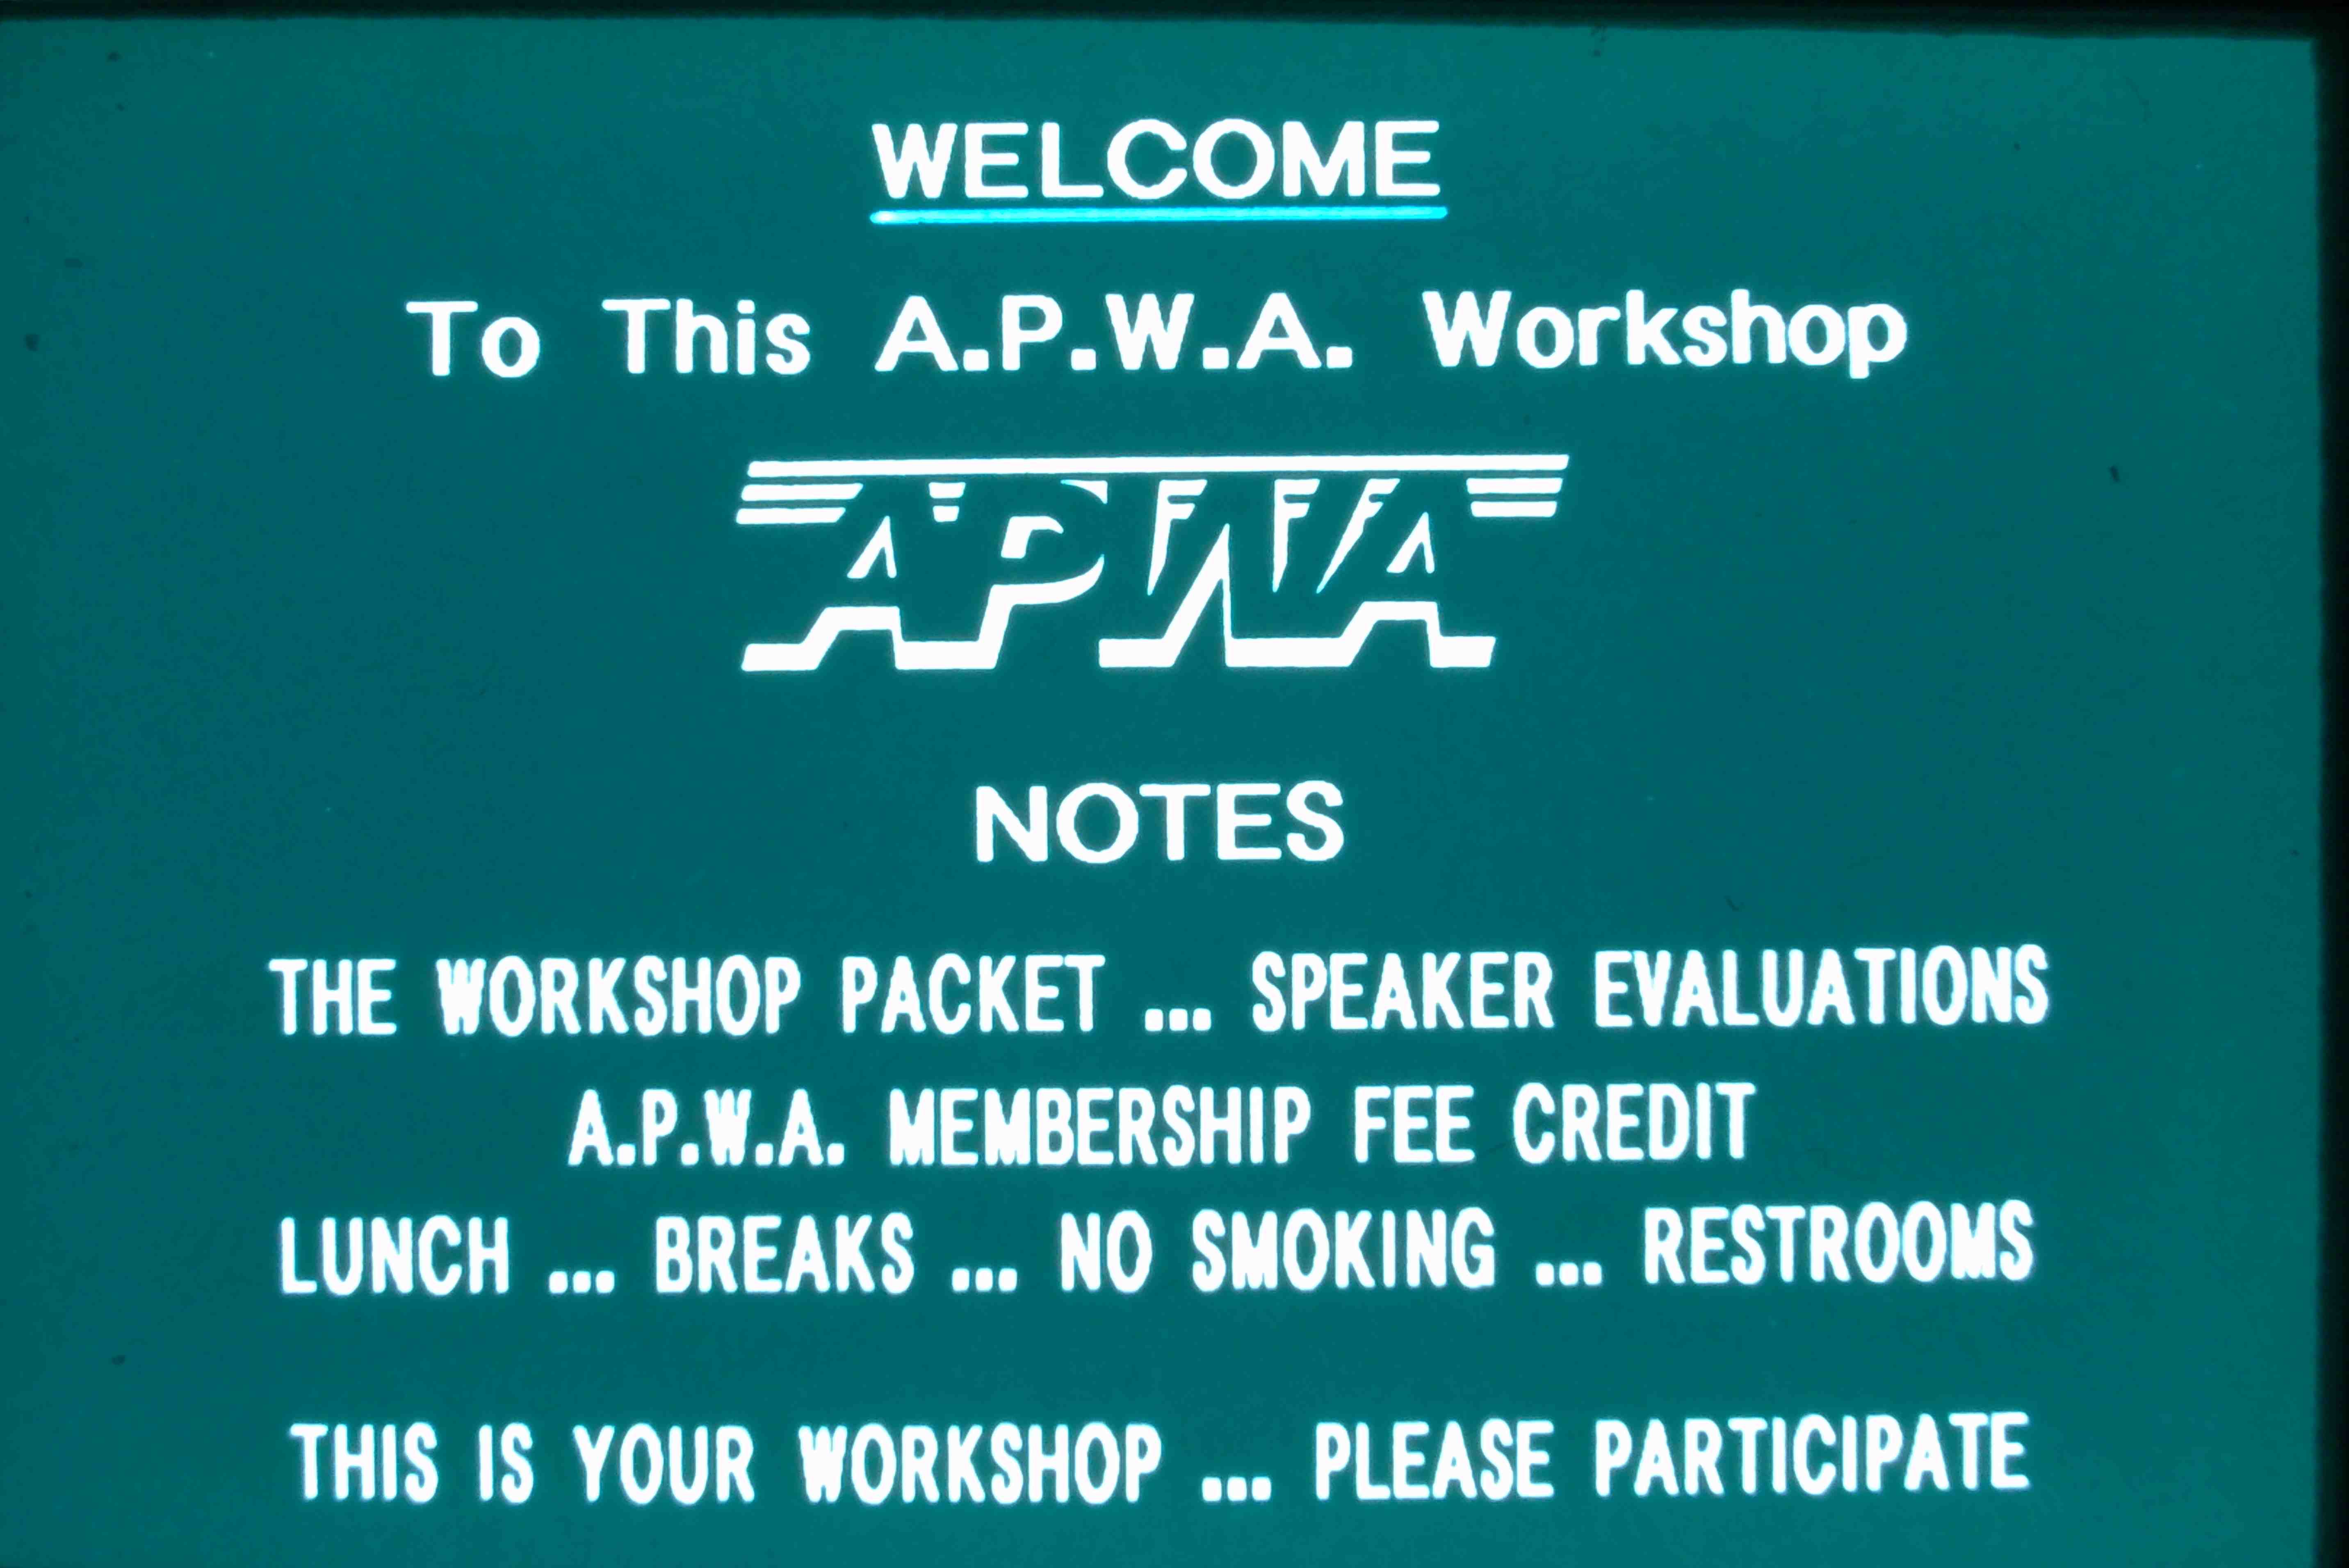 WELCOME
To This A.P.W.A. Workshop
APWA
NOTES
THE WORKSHOP PACKET ... SPEAKER EVALUATIONS
A.P.W.A. MEMBERSHIP FEE CREDIT
LUNCH ... BREAKS ... NO SMOKING ... RESTROOMS
THIS IS YOUR WORKSHOP ... PLEASE PARTICIPATE